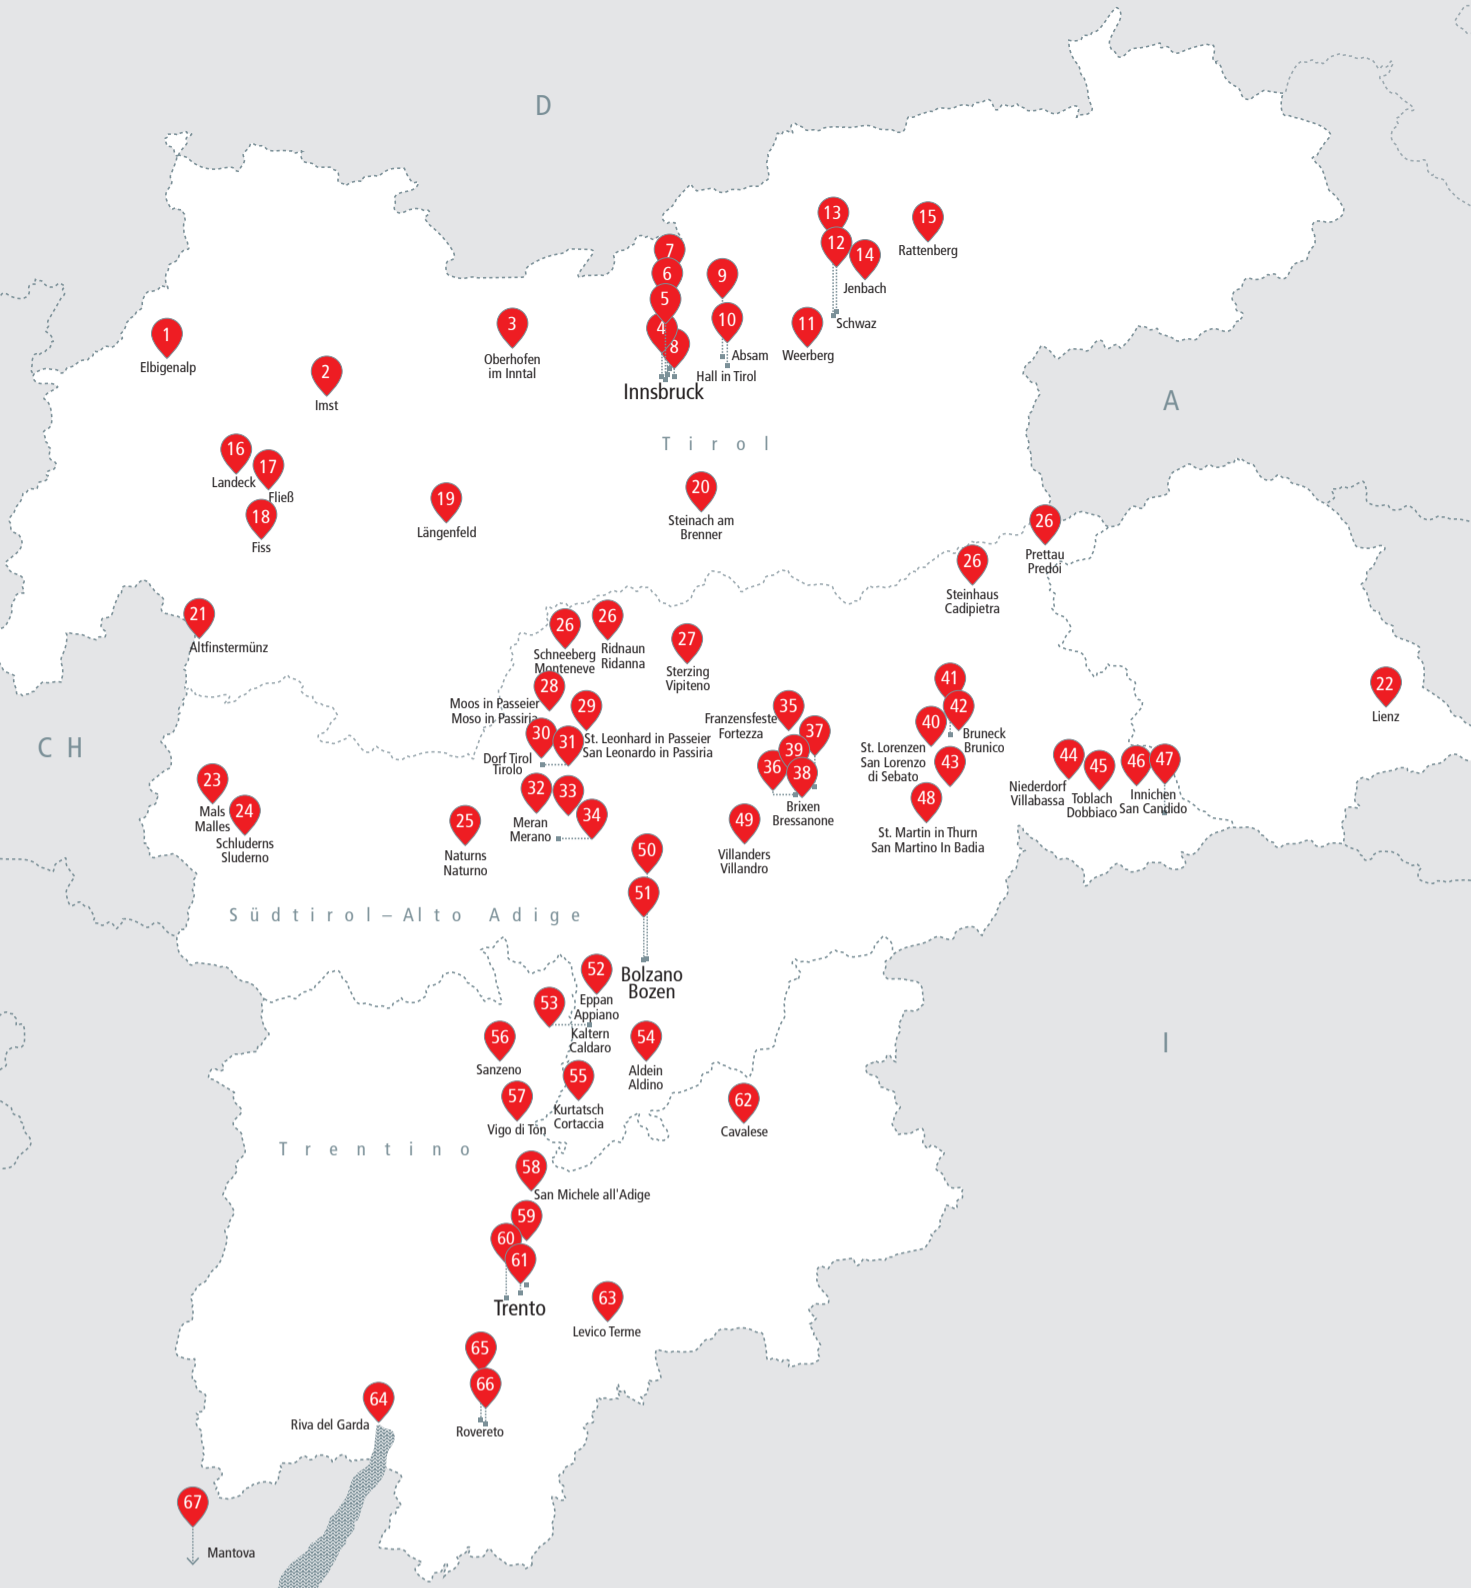 D
13
15
12
Rattenberg
7
14
6
9
Jenbach
5
3
10
11
Schwaz
1
4
8
Oberhofen
im Inntal
Absam
Weerberg
Elbigenalp
2
Hall in Tirol
Imst
Innsbruck
A
Tirol
16
17
Landeck
Fließ
19
20
18
Längenfeld
Steinach am
Brenner
26
Fiss
Prettau
Predoi
26
Steinhaus
Cadipietra
21
Altfinstermünz
26
26
27
Schneeberg
Monteneve
Ridnaun
Ridanna
Sterzing
Vipiteno
28
41
22
Moos in Passeier
Moso in Passiria
29
35
42
Lienz
Franzensfeste
Fortezza
40
30
31
St. Leonhard in Passeier
San Leonardo in Passiria
37
Bruneck
Brunico
CH
Dorf Tirol
Tirolo
39
St. Lorenzen
San Lorenzo
di Sebato
44
45
46
47
36
38
43
23
32
33
Niederdorf
Villabassa
Toblach
Dobbiaco
Innichen
San Candido
Mals
Malles
24
48
Brixen
Bressanone
34
25
49
Meran
Merano
St. Martin in Thurn
San Martino In Badia
Schluderns
Sluderno
Naturns
Naturno
50
Villanders
Villandro
51
Südtirol–Alto Adige
52
Bolzano
Bozen
53
Eppan
Appiano
56
Kaltern
Caldaro
54
I
Sanzeno
55
Aldein
Aldino
57
62
Kurtatsch
Cortaccia
Vigo di Ton
Cavalese
Trentino
58
San Michele all'Adige
59
60
61
63
Trento
Levico Terme
65
66
64
Riva del Garda
Rovereto
67
Mantova